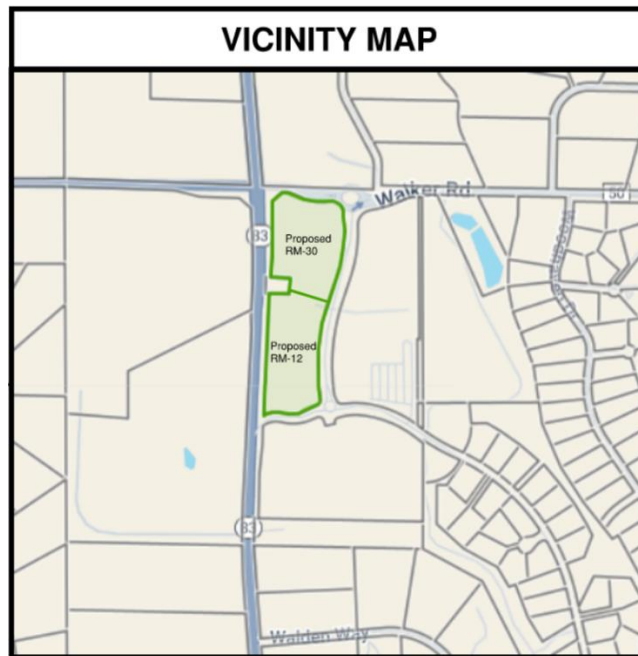 VICINITY MAP
Walker Rd
50
83
Proposed
RM-30
Proposed
RM-12
83
Walden Way